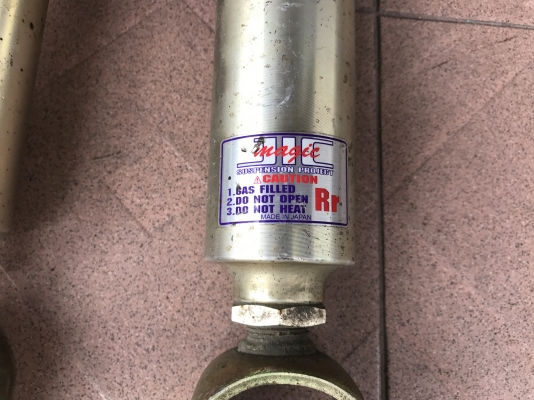 JIC
magic
SUSPENSION PROJECT
⚠CAUTION
1.GAS FILLED
2.DO NOT OPEN
3.DO NOT HEAT
Rr
MADE IN JAPAN